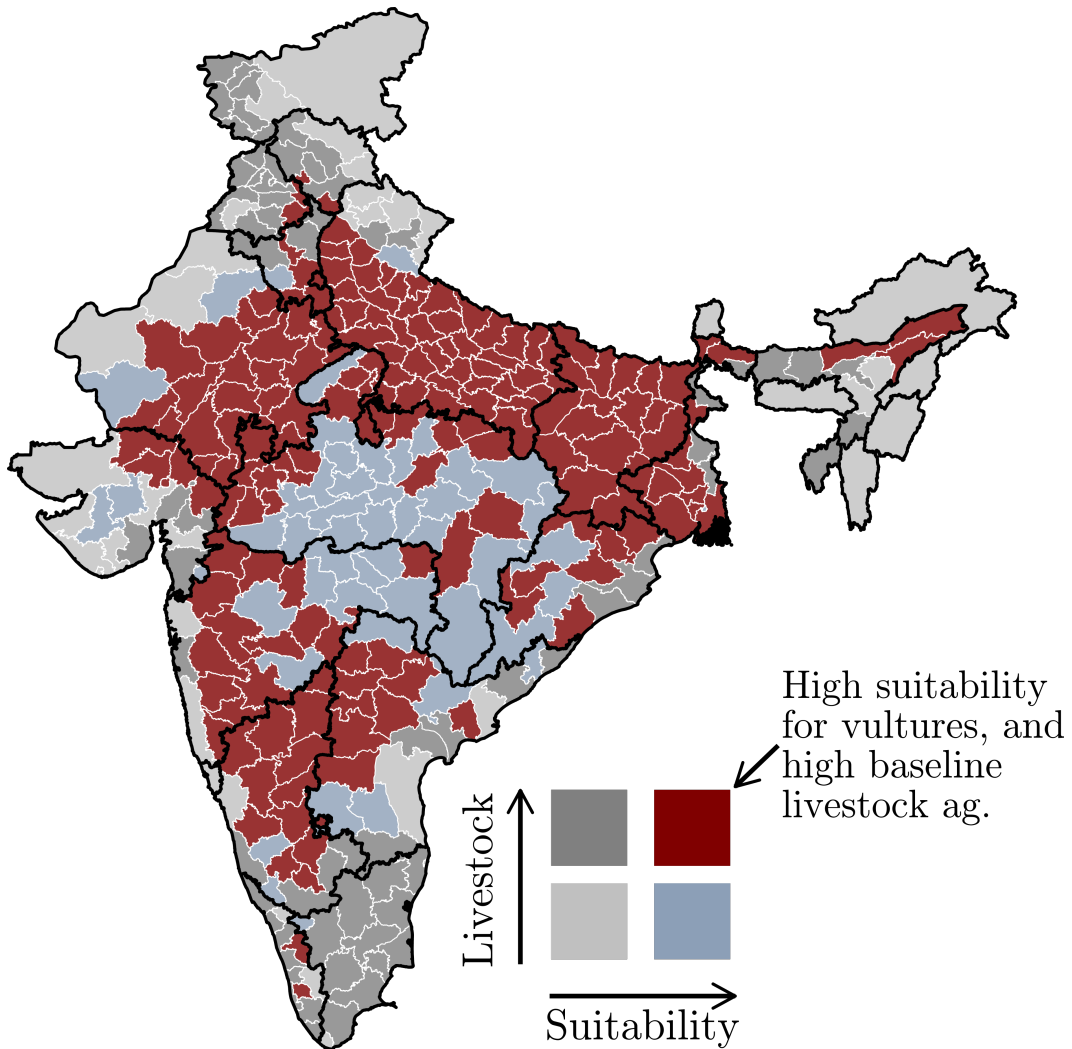 High suitability
for vultures, and
high baseline
livestock ag.
Livestock
Suitability